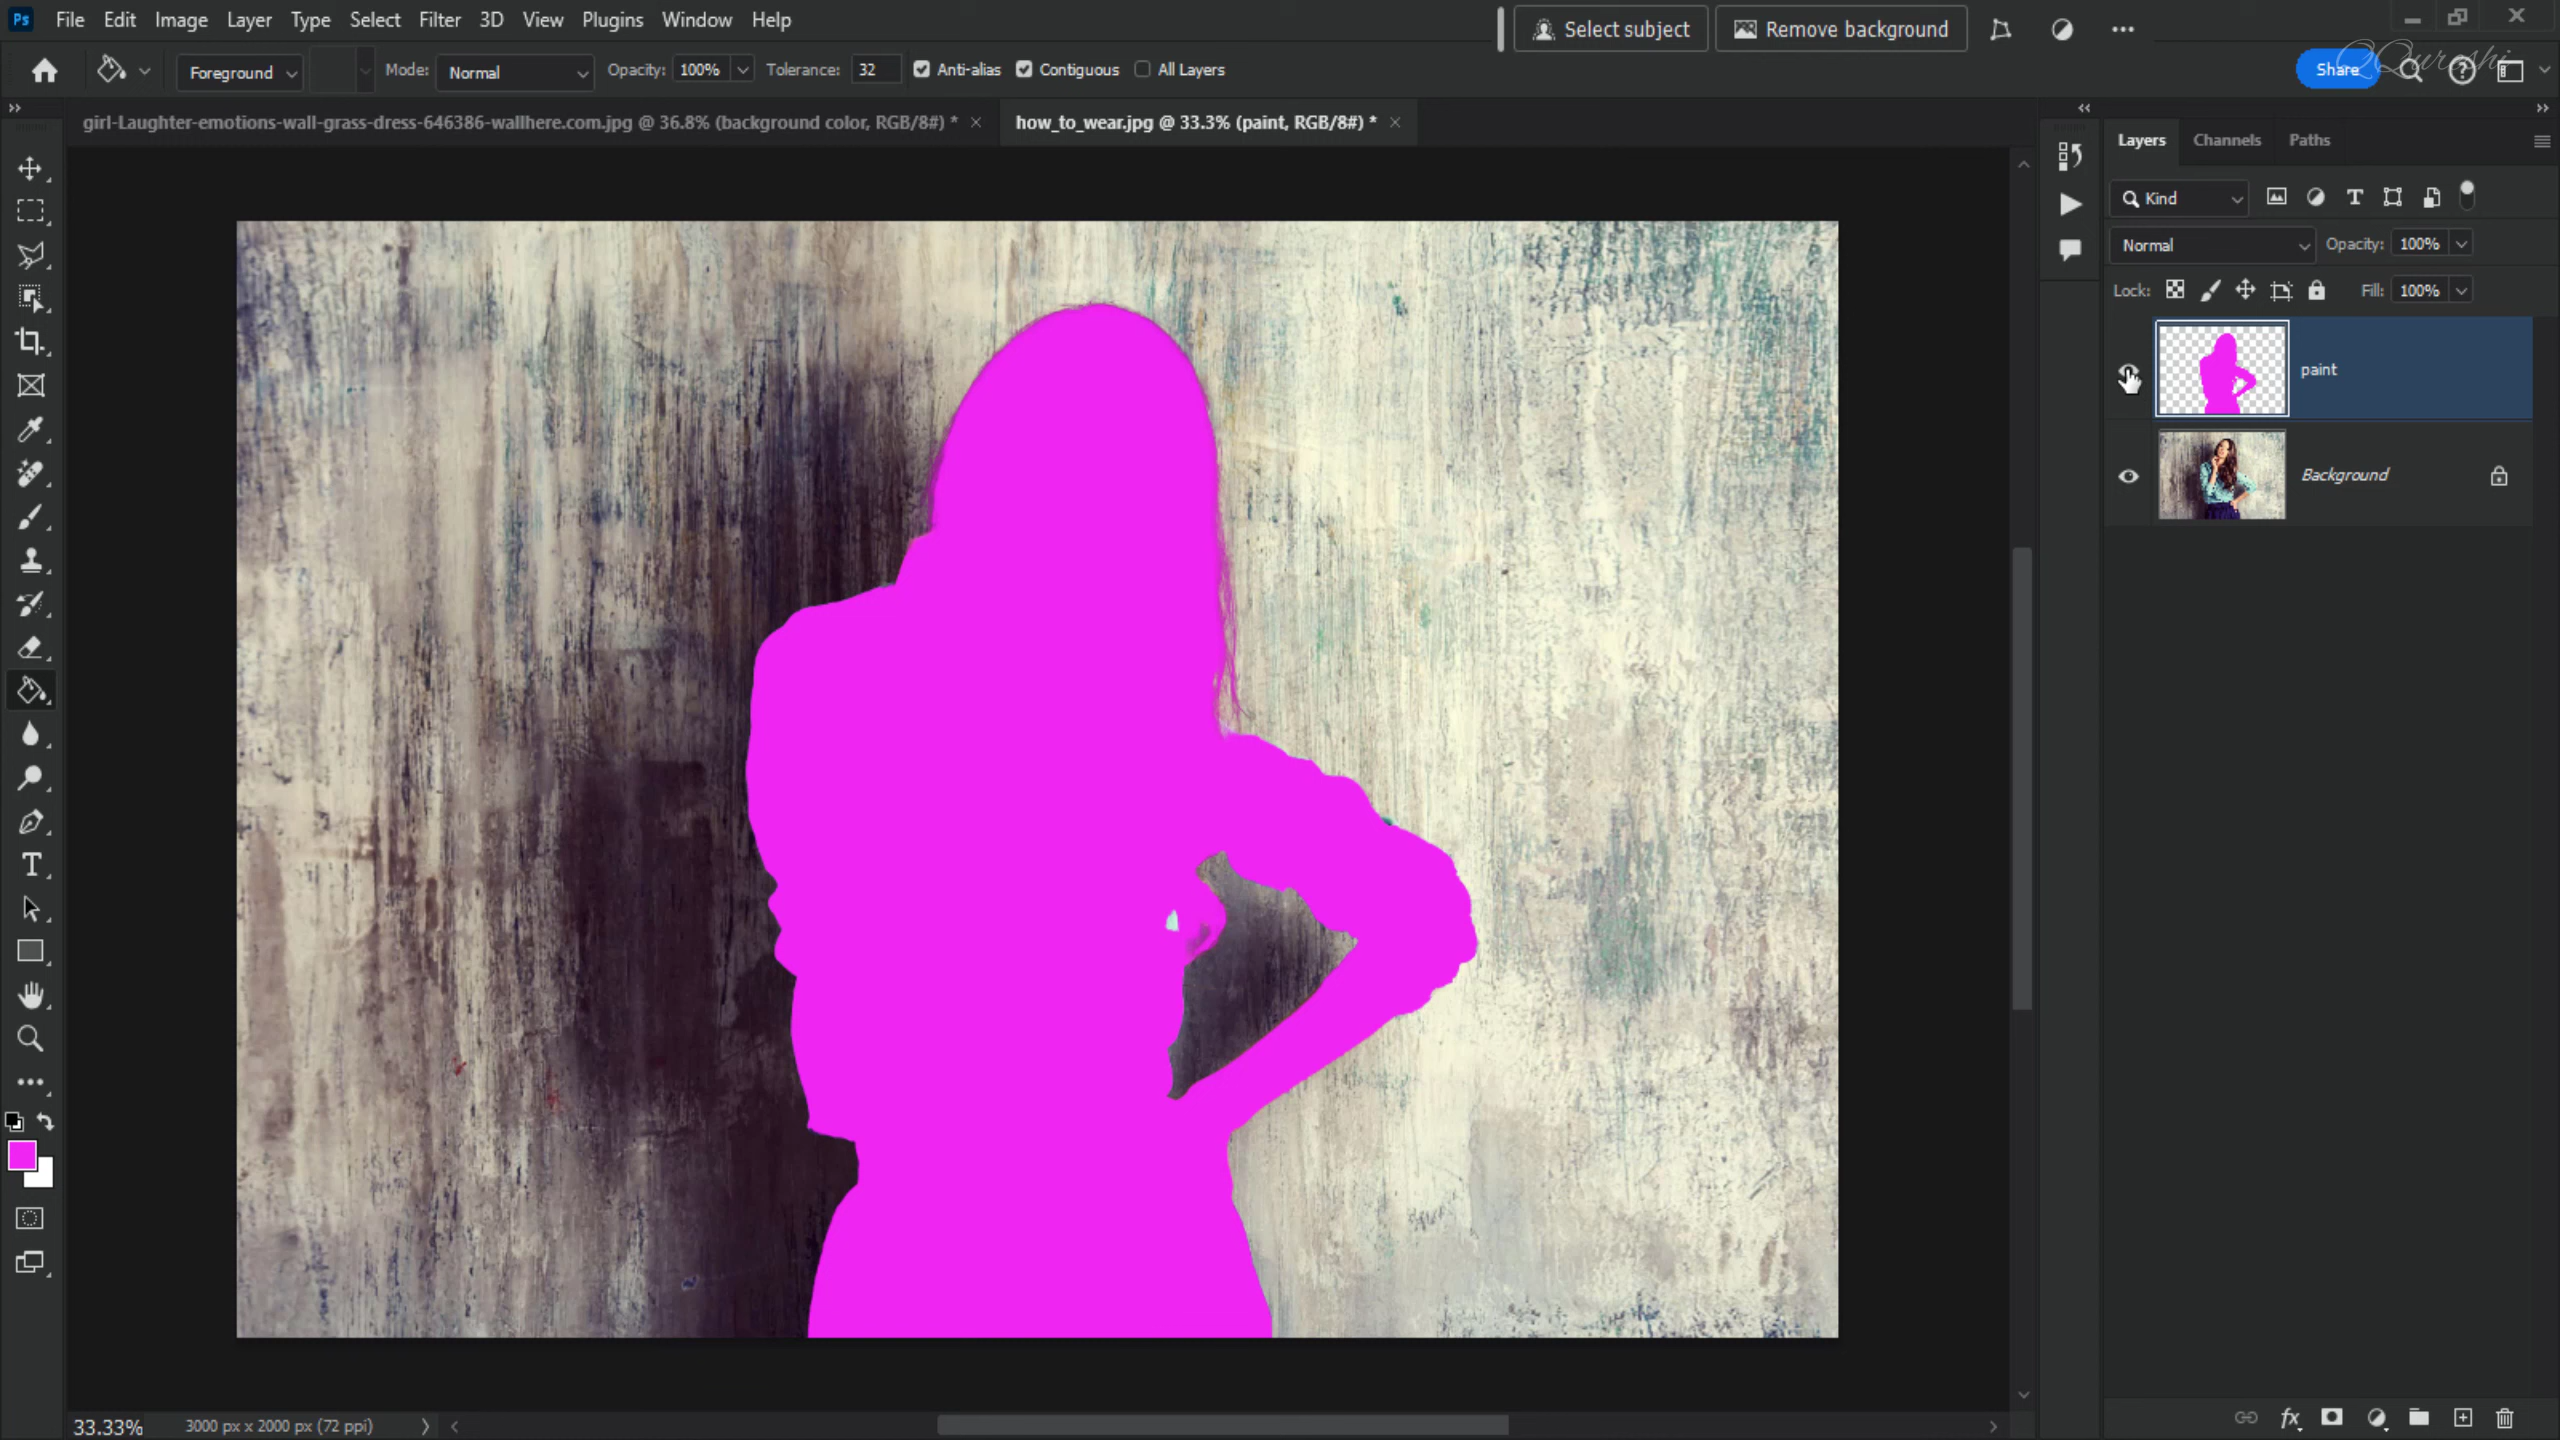 Ps File Edit Image Layer Type Select Filter 3D View Plugins Window Help
Select subject Remove background
Foreground Mode: Normal Opacity: 100% Tolerance: 32 Anti-alias Contiguous All Layers
Share
girl-Laughter-emotions-wall-grass-dress-646386-wallhere.com.jpg @ 36.8% (background color, RGB/8#) *
how_to_wear.jpg @ 33.3% (paint, RGB/8#) *
Layers Channels Paths
Kind
Normal Opacity: 100%
Lock: Fill: 100%
paint
Background
33.33% 3000 px x 2000 px (72 ppi)
fx